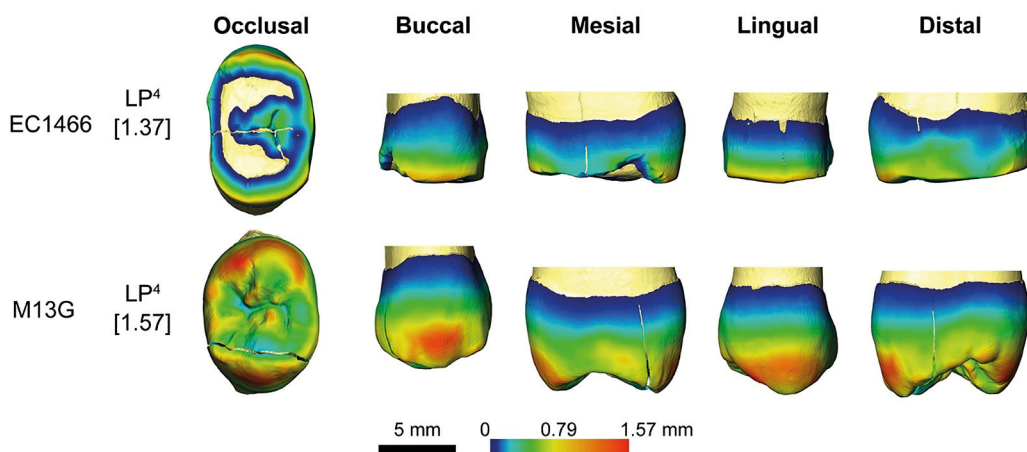 Occlusal Buccal Mesial Lingual Distal
EC1466 LP⁴
[1.37]
M13G LP⁴
[1.57]
5 mm 0 0.79 1.57 mm